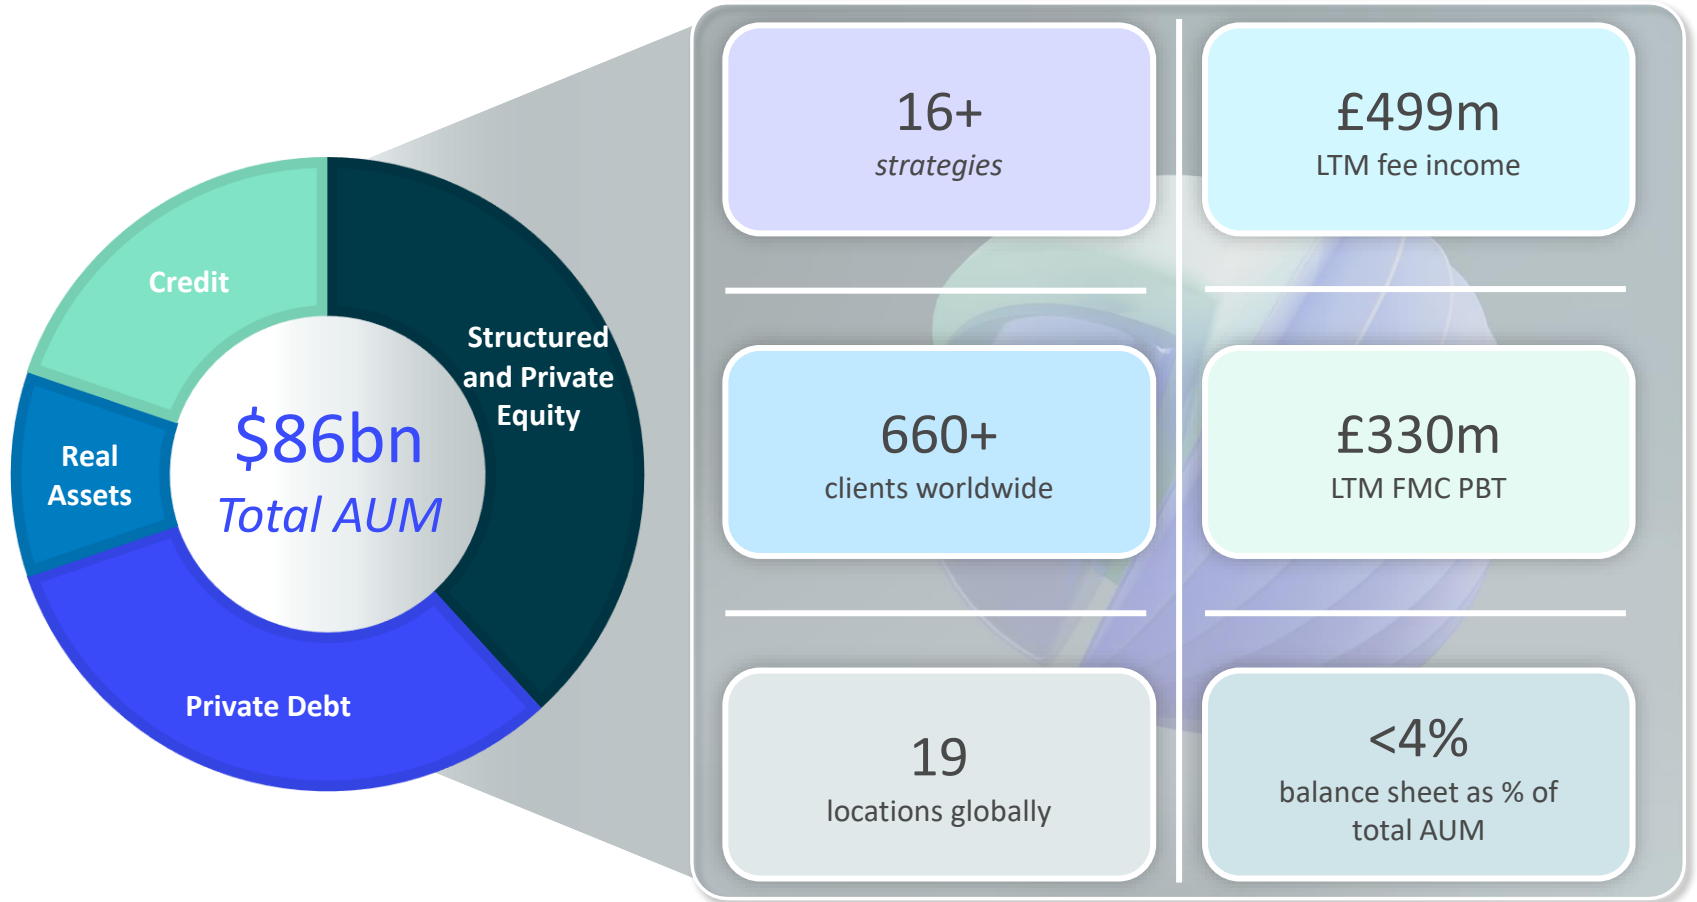 Credit
Structured
and Private
Equity
Real
Assets
$86bn
Total AUM
Private Debt
16+
strategies
£499m
LTM fee income
660+
clients worldwide
£330m
LTM FMC PBT
19
locations globally
<4%
balance sheet as % of
total AUM